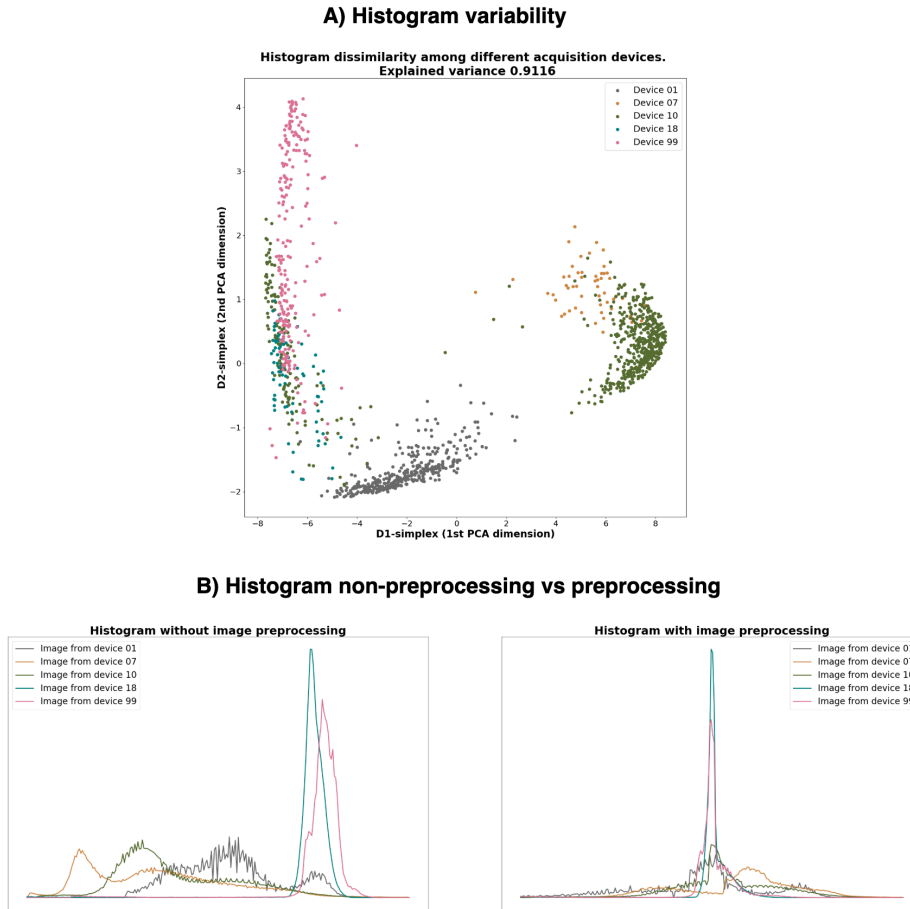 A) Histogram variability
Histogram dissimilarity among different acquisition devices.
Explained variance 0.9116
Device 01
Device 07
Device 10
Device 18
Device 99
4
3
2
1
0
−1
−2
D2-simplex (2nd PCA dimension)
−8 −6 −4 −2 0 2 4 6 8
D1-simplex (1st PCA dimension)
B) Histogram non-preprocessing vs preprocessing
Histogram without image preprocessing
Image from device 01
Image from device 07
Image from device 10
Image from device 18
Image from device 99
Histogram with image preprocessing
Image from device 01
Image from device 07
Image from device 10
Image from device 18
Image from device 99